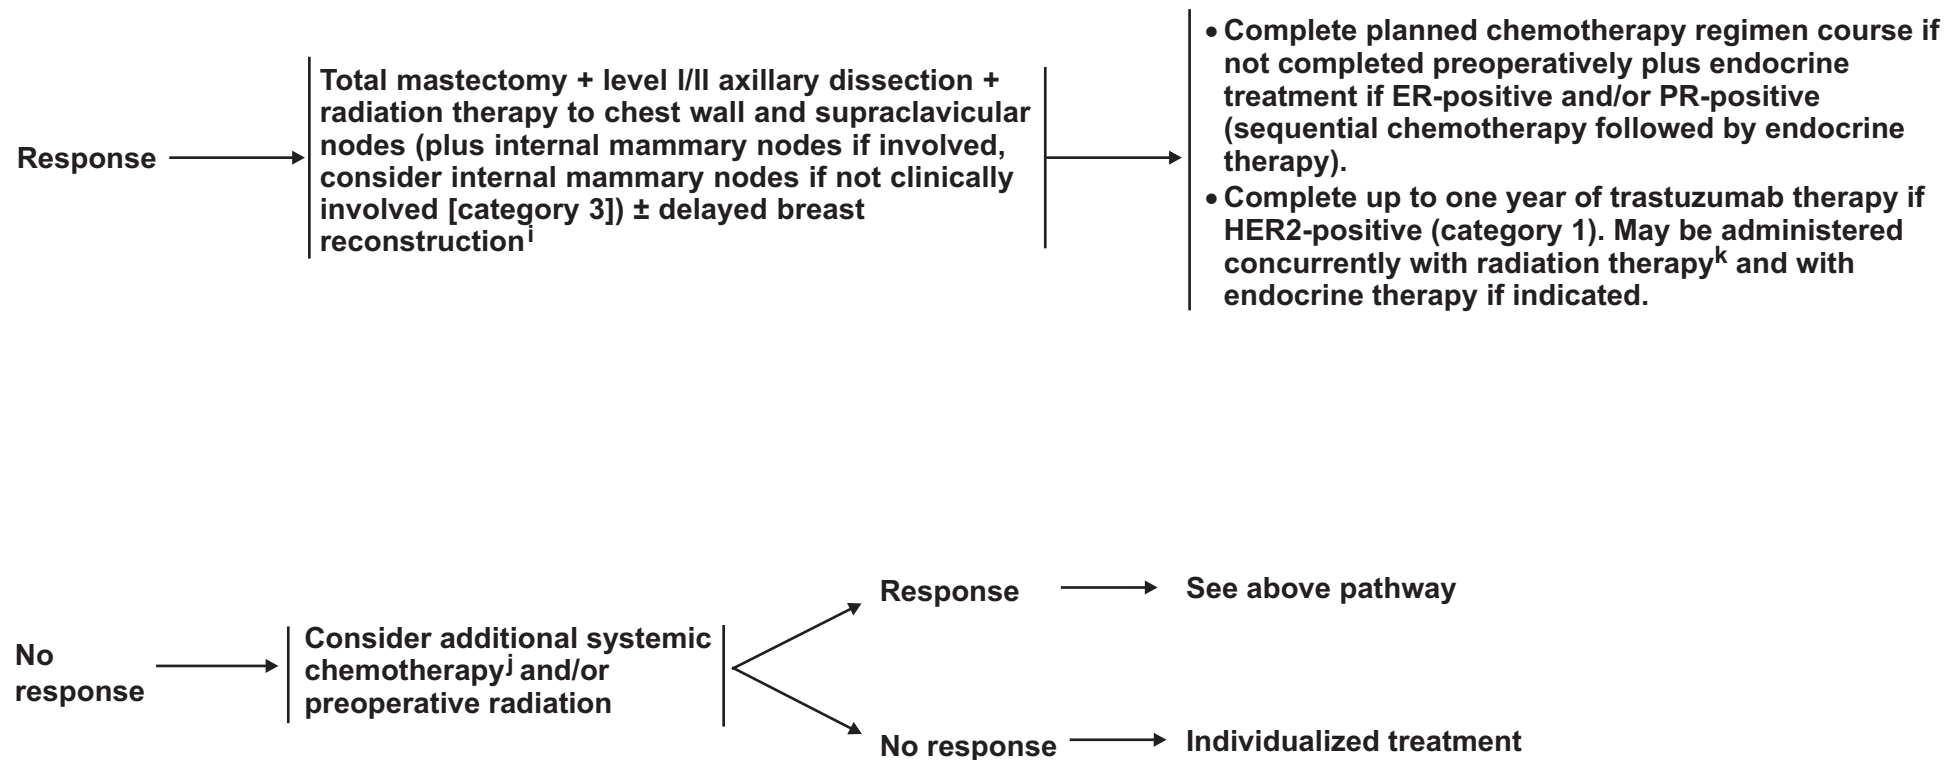 Response
Total mastectomy + level I/II axillary dissection +
radiation therapy to chest wall and supraclavicular
nodes (plus internal mammary nodes if involved,
consider internal mammary nodes if not clinically
involved [category 3]) ± delayed breast
reconstructionⁱ
• Complete planned chemotherapy regimen course if
not completed preoperatively plus endocrine
treatment if ER-positive and/or PR-positive
(sequential chemotherapy followed by endocrine
therapy).
• Complete up to one year of trastuzumab therapy if
HER2-positive (category 1). May be administered
concurrently with radiation therapyᵏ and with
endocrine therapy if indicated.
No
response
Consider additional systemic
chemotherapyʲ and/or
preoperative radiation
Response
See above pathway
No response
Individualized treatment